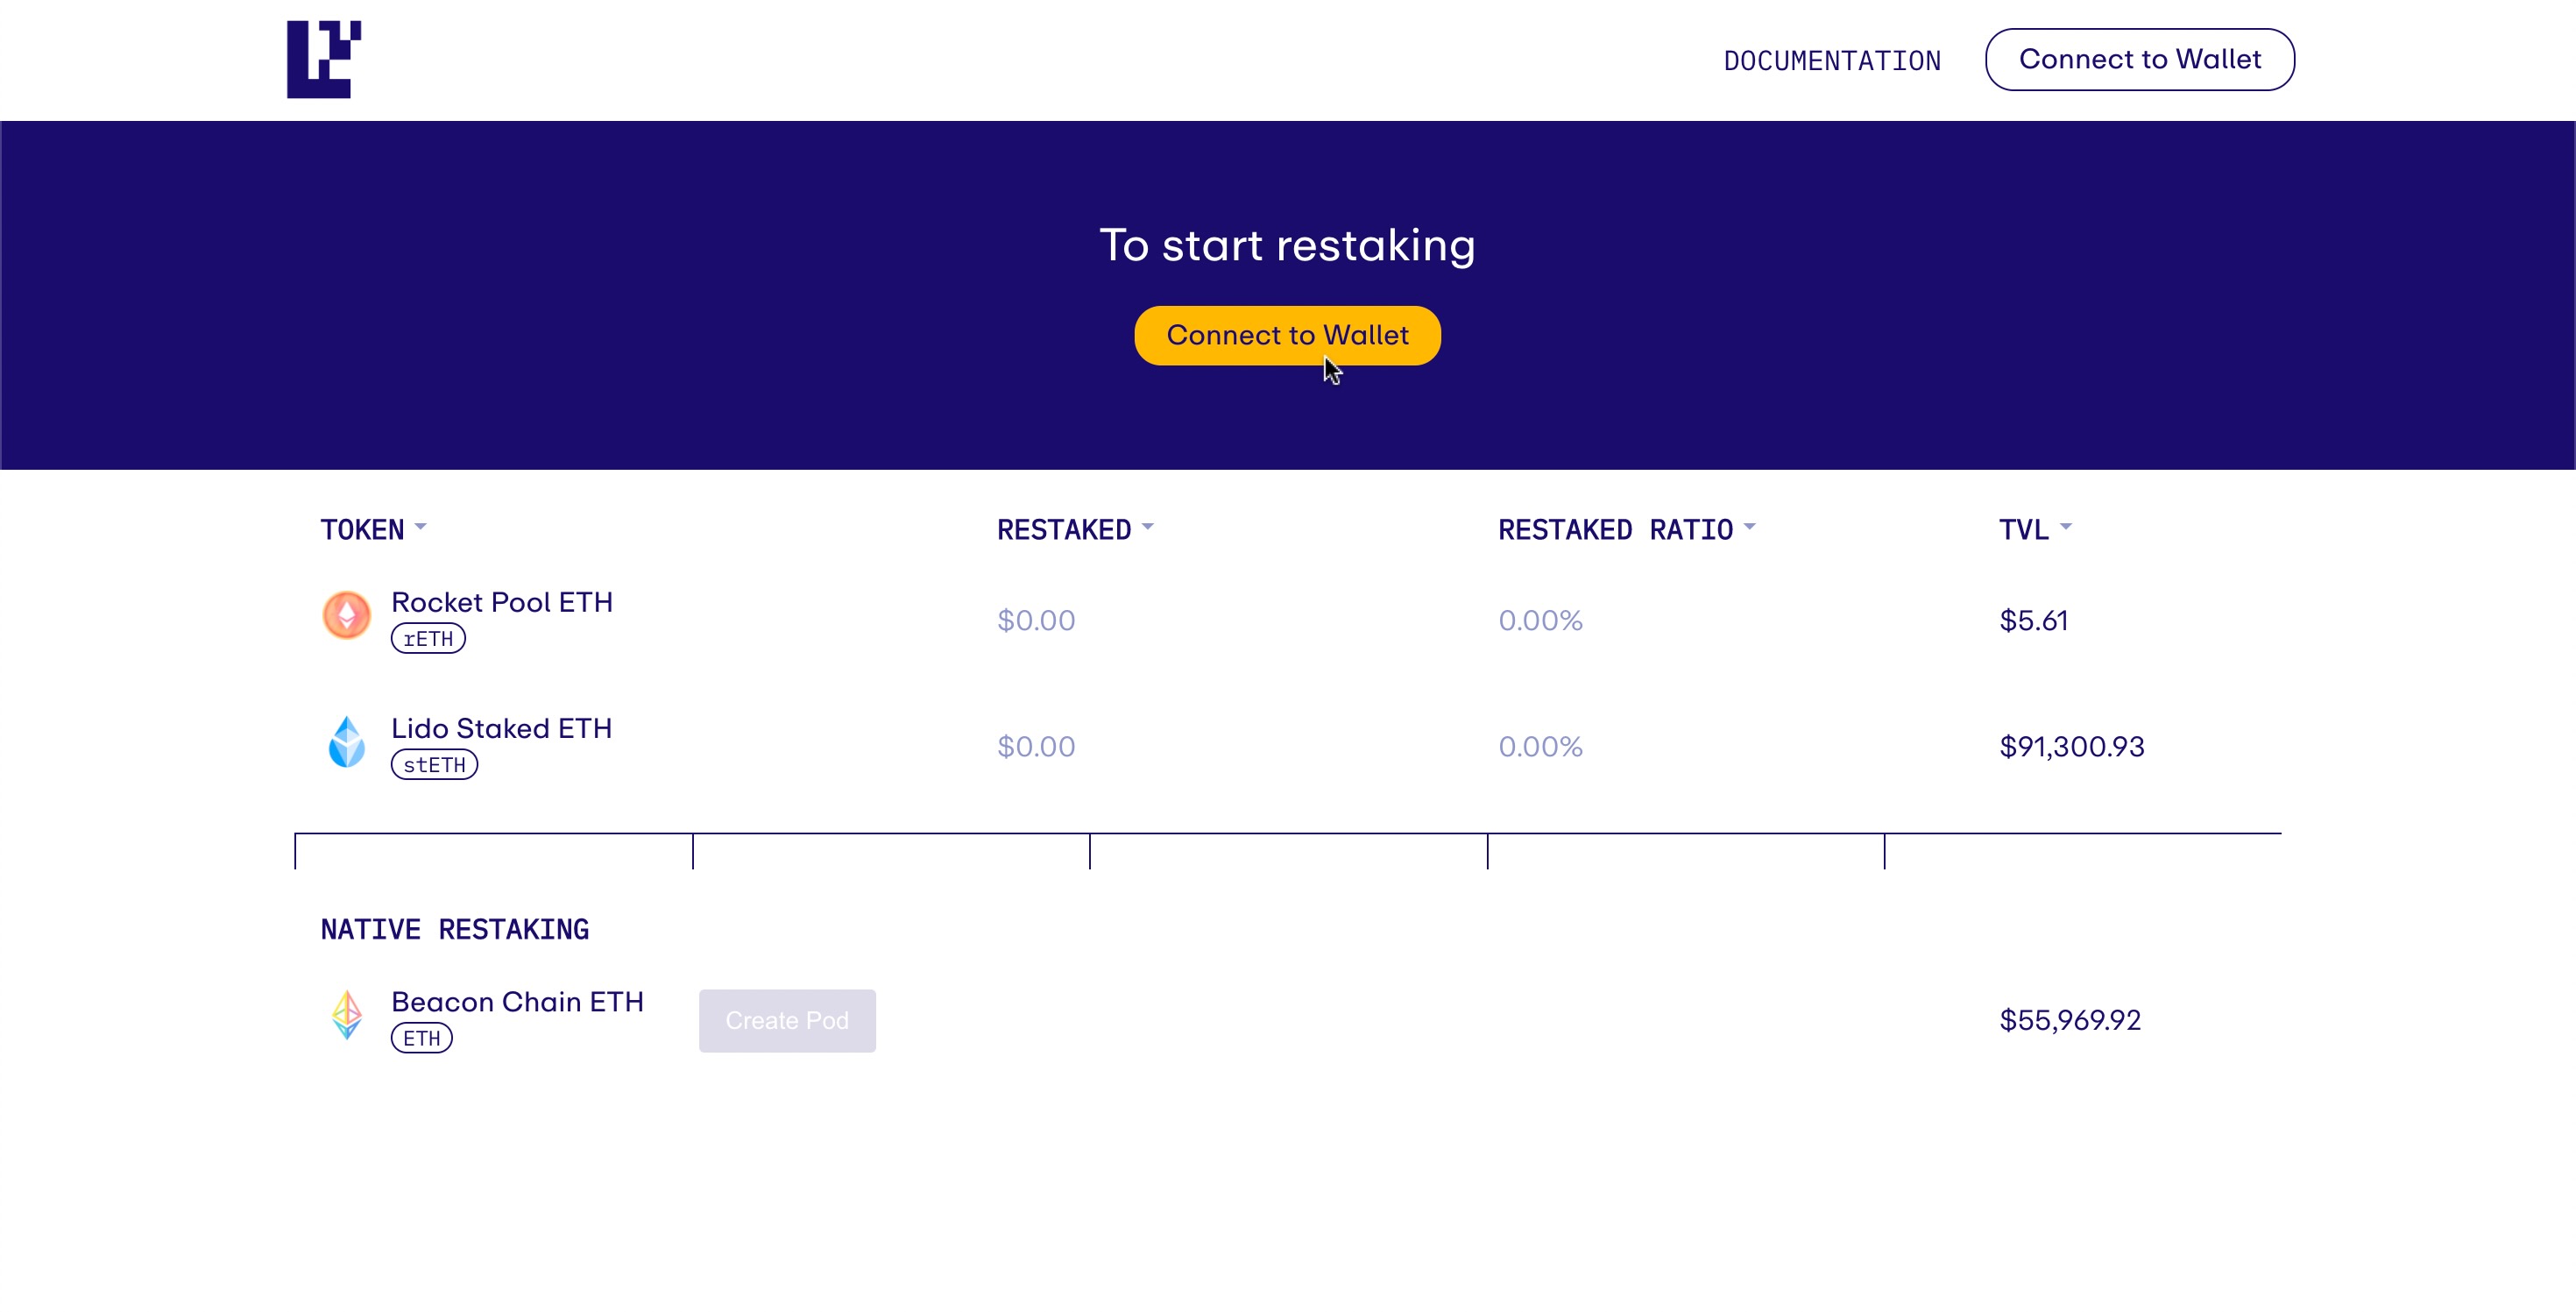 DOCUMENTATION
Connect to Wallet
To start restaking
Connect to Wallet
TOKEN
RESTAKED
RESTAKED RATIO
TVL
Rocket Pool ETH
rETH
$0.00
0.00%
$5.61
Lido Staked ETH
stETH
$0.00
0.00%
$91,300.93
NATIVE RESTAKING
Beacon Chain ETH
ETH
Create Pod
$55,969.92